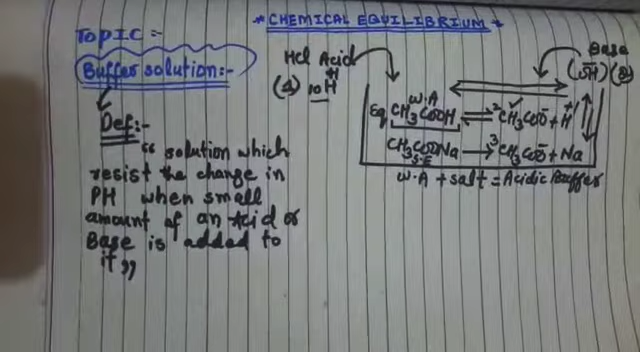 * CHEMICAL EQUILIBRIUM *
Topic :-
Buffer solution:-
Def:-
" solution which
resist the change in
PH when small
amount of an Acid or
Base is added to
it "
Hcl Acid
H+
(1) 10 H
Base
(OH) (2)
W.A
Eq CH3COOH ⇌ CH3COO- + H+
CH3COONa → CH3COO- + Na
W.A + salt = Acidic Buffer